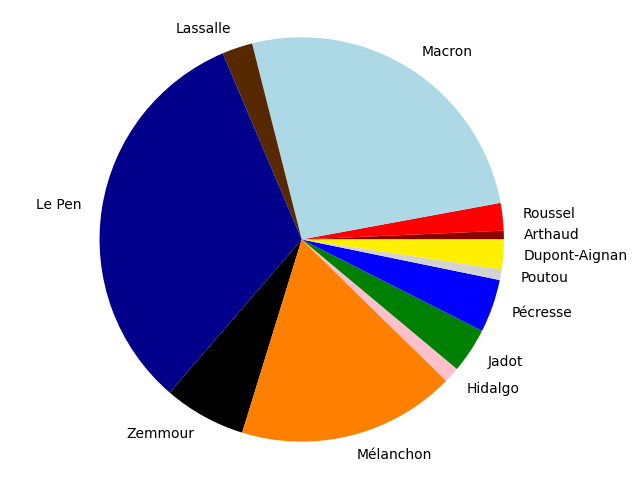 Lassalle
Macron
Le Pen
Roussel
Arthaud
Dupont-Aignan
Poutou
Pécresse
Jadot
Hidalgo
Zemmour
Mélanchon